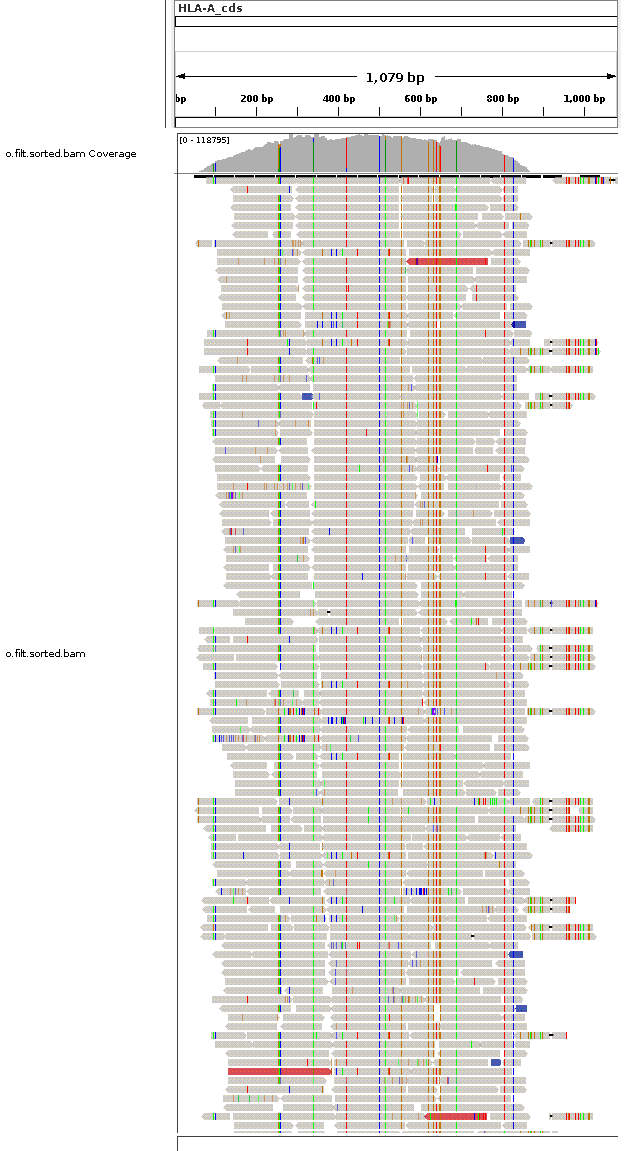 HLA-A_cds
1,079 bp
bp 200 bp 400 bp 600 bp 800 bp 1,000 bp
[0 - 118795]
o.filt.sorted.bam Coverage
o.filt.sorted.bam